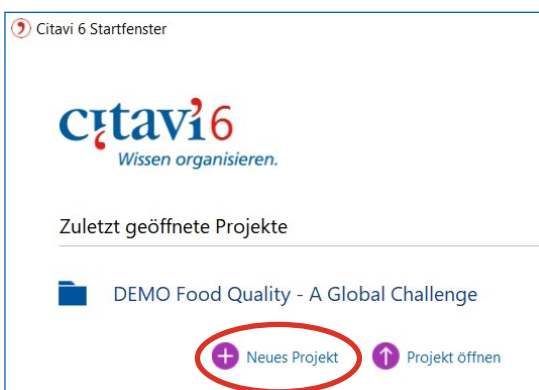 Citavi 6 Startfenster
citavi6
Wissen organisieren.
Zuletzt geöffnete Projekte
DEMO Food Quality - A Global Challenge
Neues Projekt Projekt öffnen